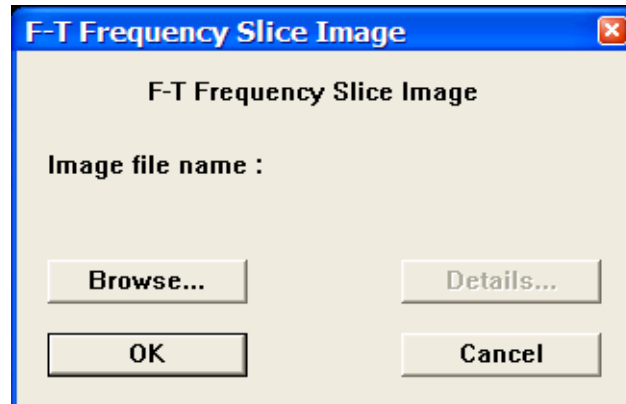 F-T Frequency Slice Image
F-T Frequency Slice Image
Image file name :
Browse... Details...
OK Cancel